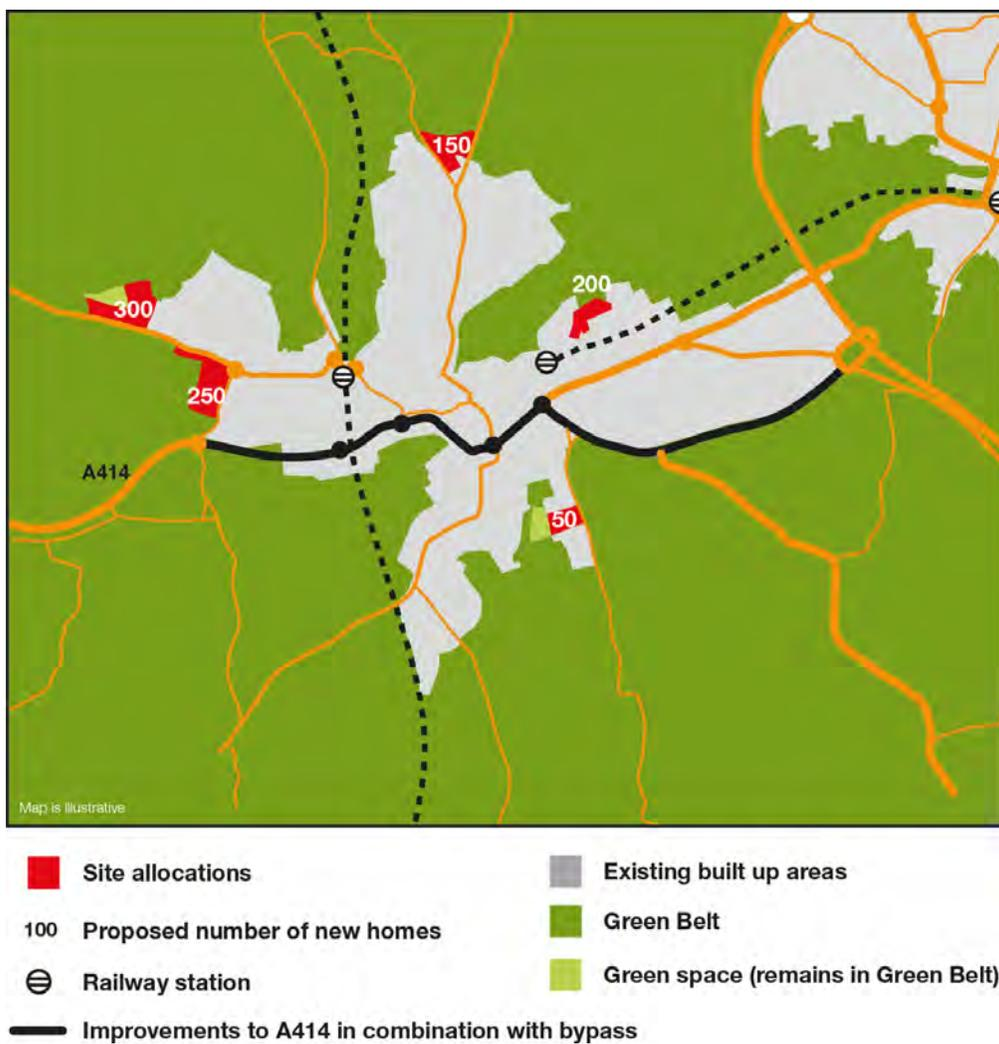 150
200
300
250
A414
50
Map is illustrative
Site allocations
100 Proposed number of new homes
Railway station
Improvements to A414 in combination with bypass
Existing built up areas
Green Belt
Green space (remains in Green Belt)